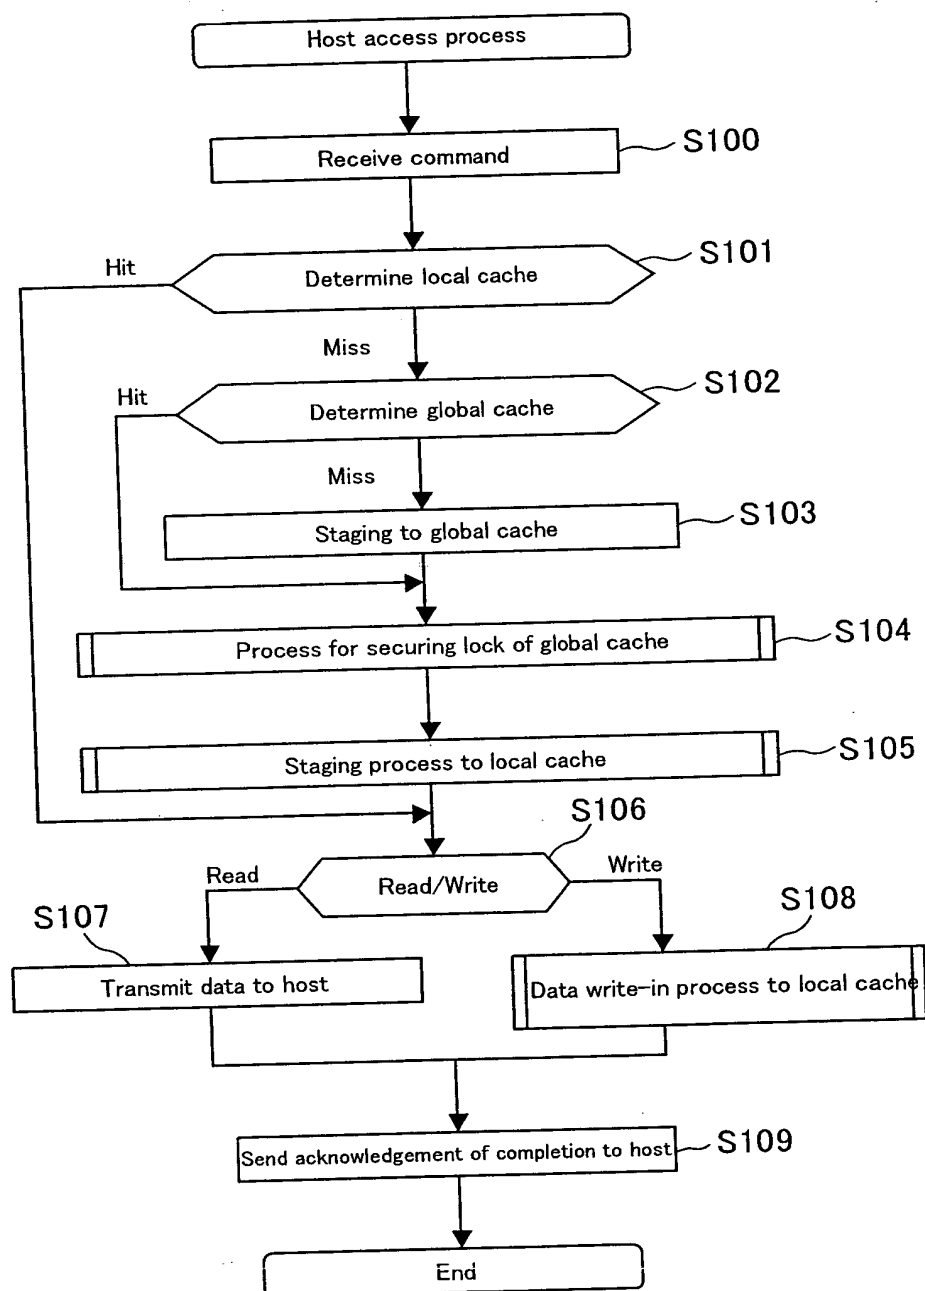 Host access process
Receive command
S100
Hit
Determine local cache
S101
Miss
Hit
Determine global cache
S102
Miss
Staging to global cache
S103
Process for securing lock of global cache
S104
Staging process to local cache
S105
S106
Read
Read/Write
Write
S107
S108
Transmit data to host
Data write-in process to local cache
Send acknowledgement of completion to host
S109
End